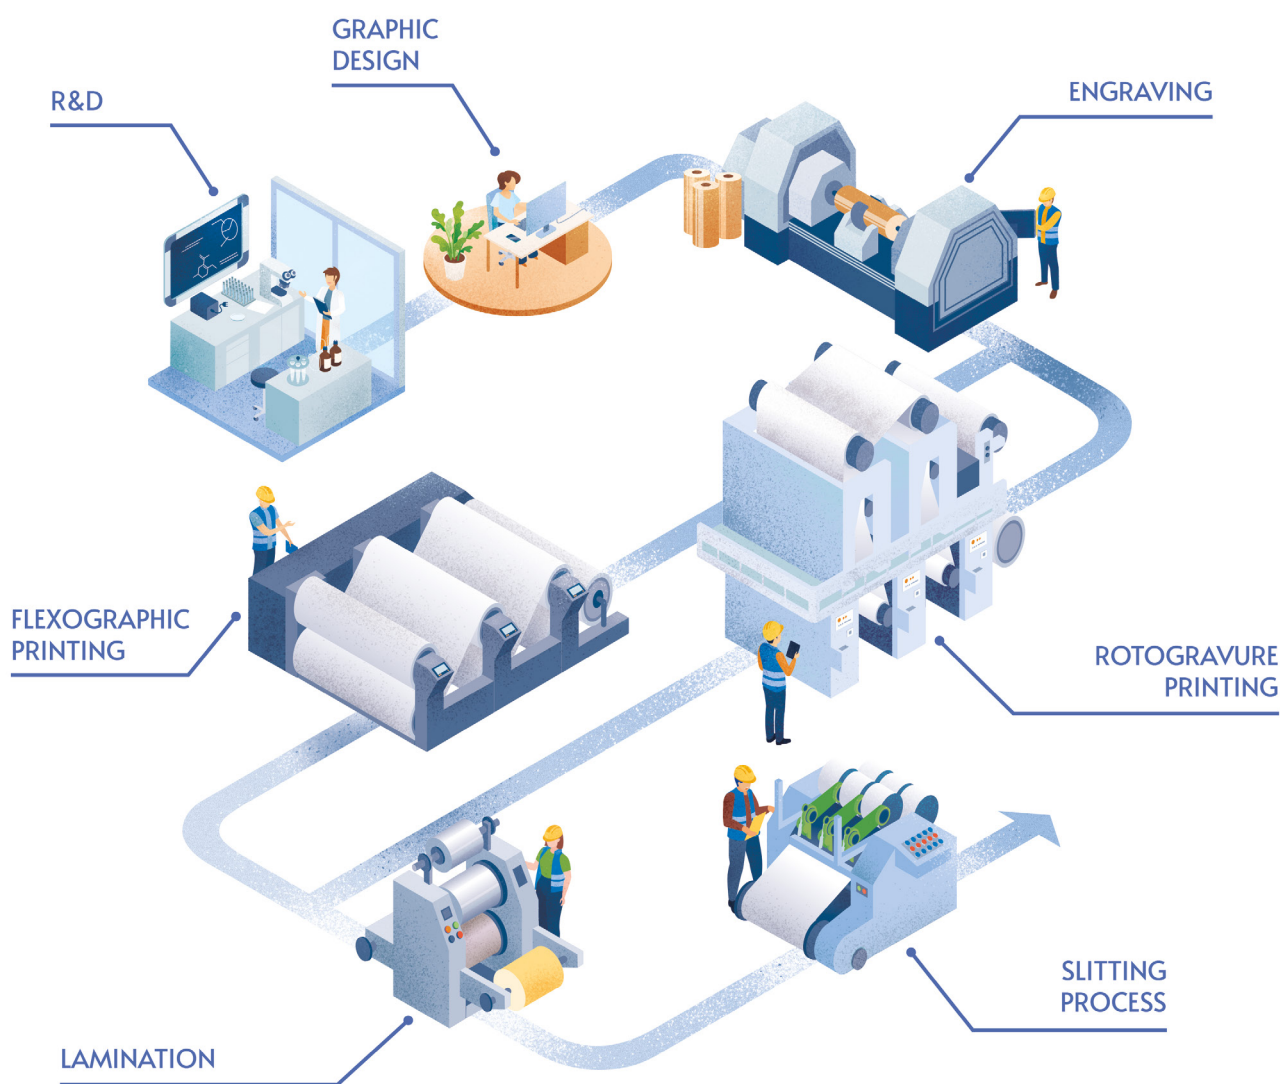 GRAPHIC
DESIGN
R&D
ENGRAVING
FLEXOGRAPHIC
PRINTING
ROTOGRAVURE
PRINTING
SLITTING
PROCESS
LAMINATION